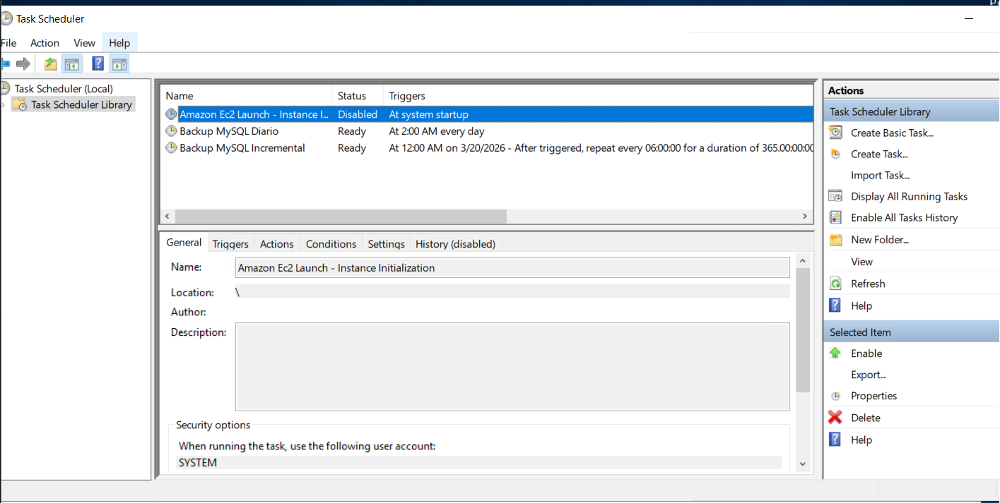 Task Scheduler
File Action View Help
Task Scheduler (Local)
Task Scheduler Library
Name Status Triggers
Amazon Ec2 Launch - Instance I... Disabled At system startup
Backup MySQL Diario Ready At 2:00 AM every day
Backup MySQL Incremental Ready At 12:00 AM on 3/20/2026 - After triggered, repeat every 06:00:00 for a duration of 365.00:00:00
General Triggers Actions Conditions Settings History (disabled)
Name: Amazon Ec2 Launch - Instance Initialization
Location: \
Author:
Description:
Security options
When running the task, use the following user account:
SYSTEM
Actions
Task Scheduler Library
Create Basic Task...
Create Task...
Import Task...
Display All Running Tasks
Enable All Tasks History
New Folder...
View
Refresh
Help
Selected Item
Enable
Export...
Properties
Delete
Help